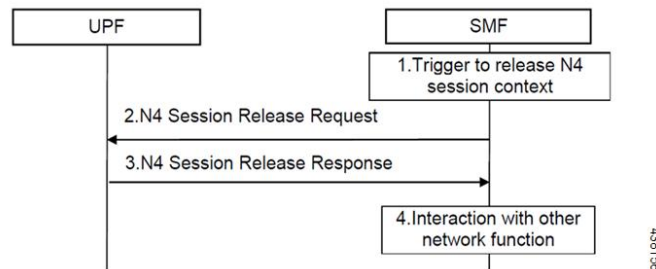 UPF
SMF
1.Trigger to release N4
session context
2.N4 Session Release Request
3.N4 Session Release Response
4.Interaction with other
network function